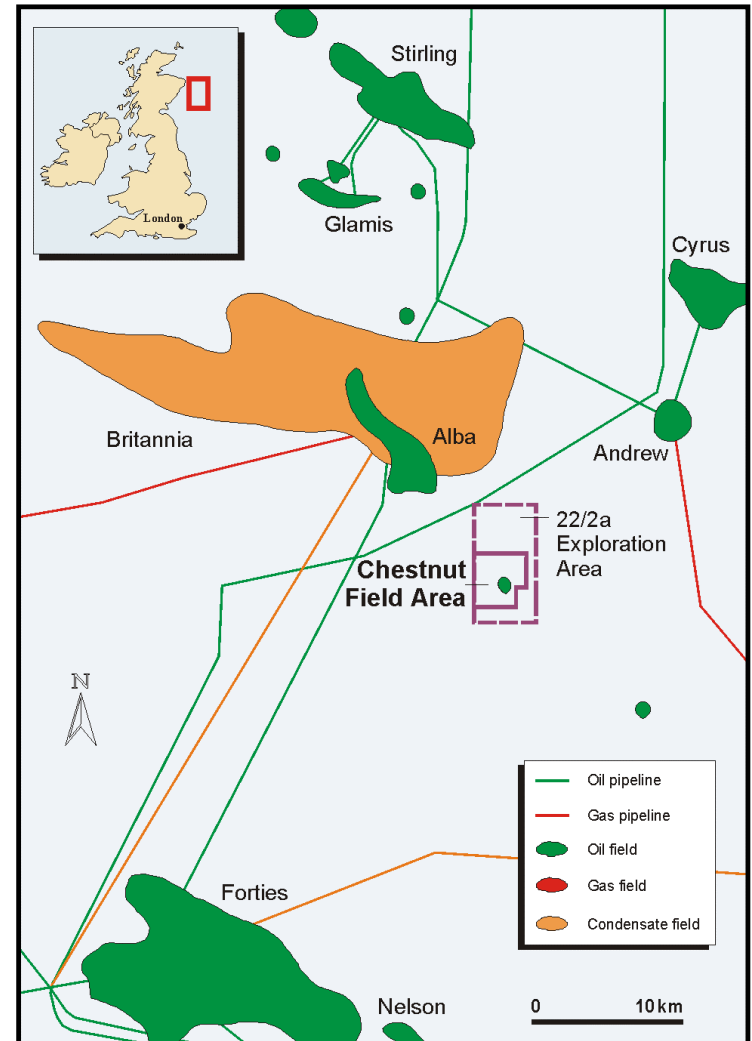 Stirling
London
Glamis
Cyrus
Britannia
Alba
Andrew
22/2a
Exploration
Area
Chestnut
Field Area
N
Oil pipeline
Gas pipeline
Oil field
Gas field
Condensate field
Forties
Nelson
0 10 km